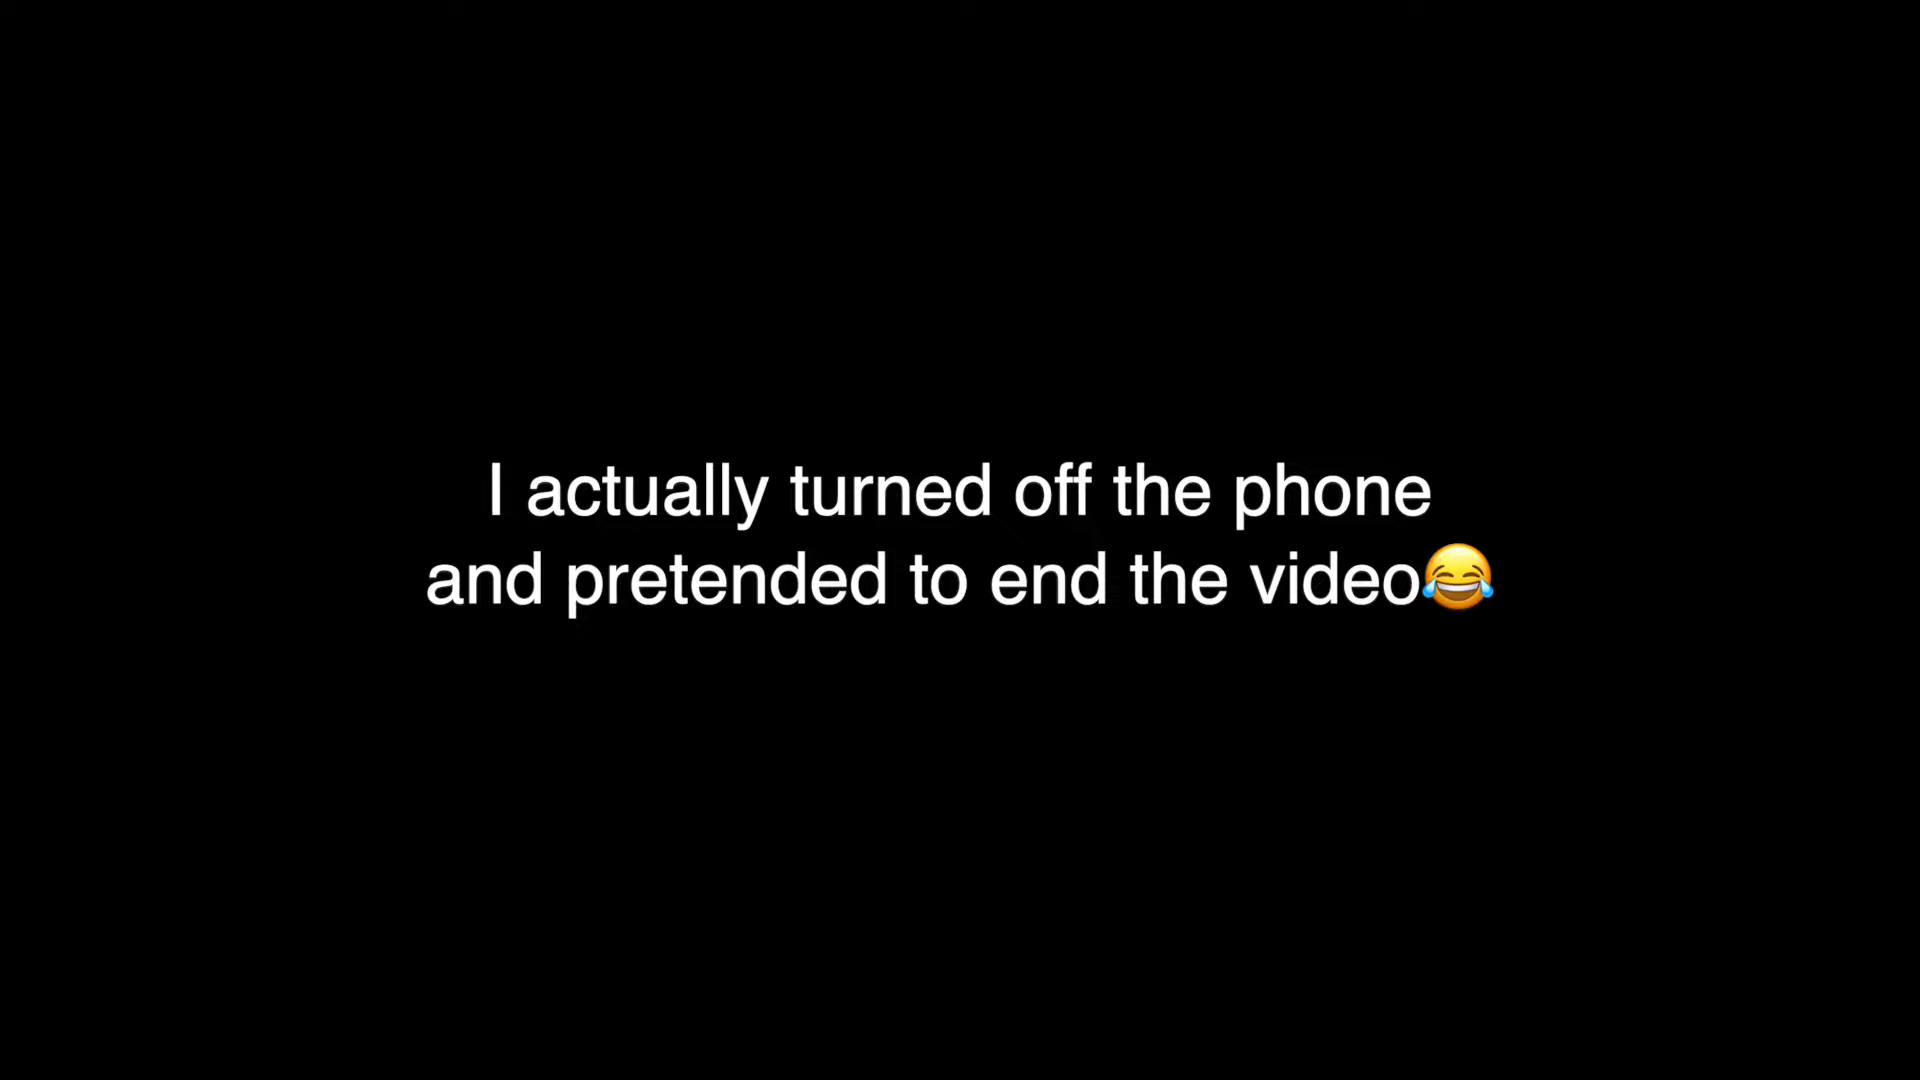 I actually turned off the phone
and pretended to end the video😂